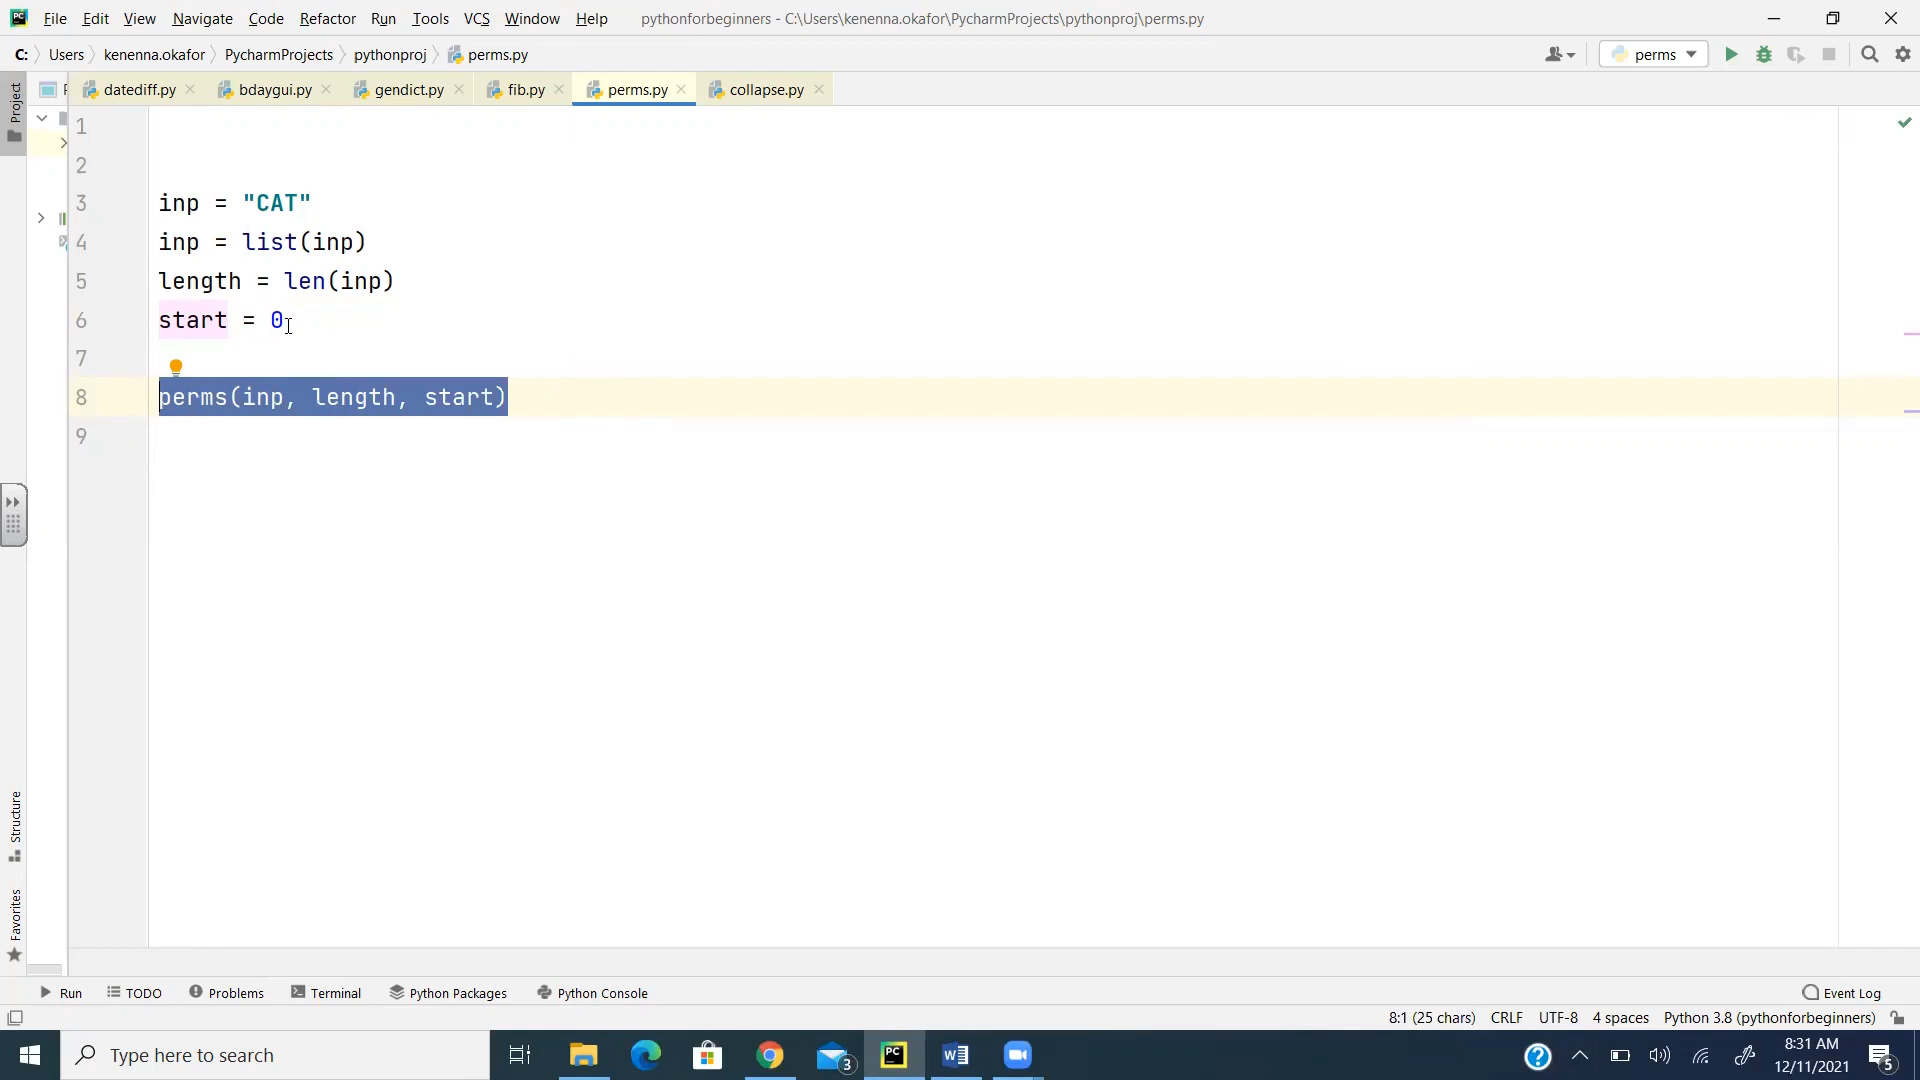 File Edit View Navigate Code Refactor Run Tools VCS Window Help pythonforbeginners - C:\Users\kenenna.okafor\PycharmProjects\pythonproj\perms.py
C: Users kenenna.okafor PycharmProjects pythonproj perms.py perms
Project datediff.py bdaygui.py gendict.py fib.py perms.py collapse.py
1
2
3 inp = "CAT"
4 inp = list(inp)
5 length = len(inp)
6 start = 0
7
8 perms(inp, length, start)
9
Structure
Favorites
Run TODO Problems Terminal Python Packages Python Console Event Log
8:1 (25 chars) CRLF UTF-8 4 spaces Python 3.8 (pythonforbeginners)
Type here to search 3 PC 8:31 AM
12/11/2021 5